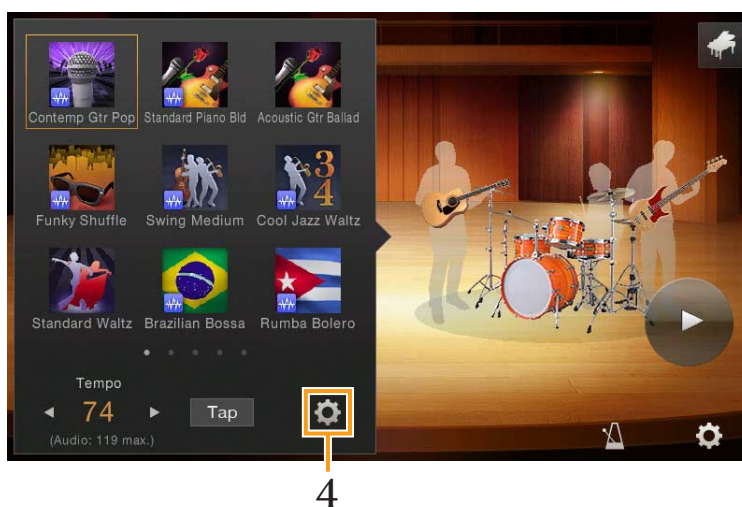 Contemp Gtr Pop
Standard Piano Bld
Acoustic Gtr Ballad
3
4
Funky Shuffle
Swing Medium
Cool Jazz Waltz
Standard Waltz
Brazilian Bossa
Rumba Bolero
Tempo
74
Tap
(Audio: 119 max.)
4